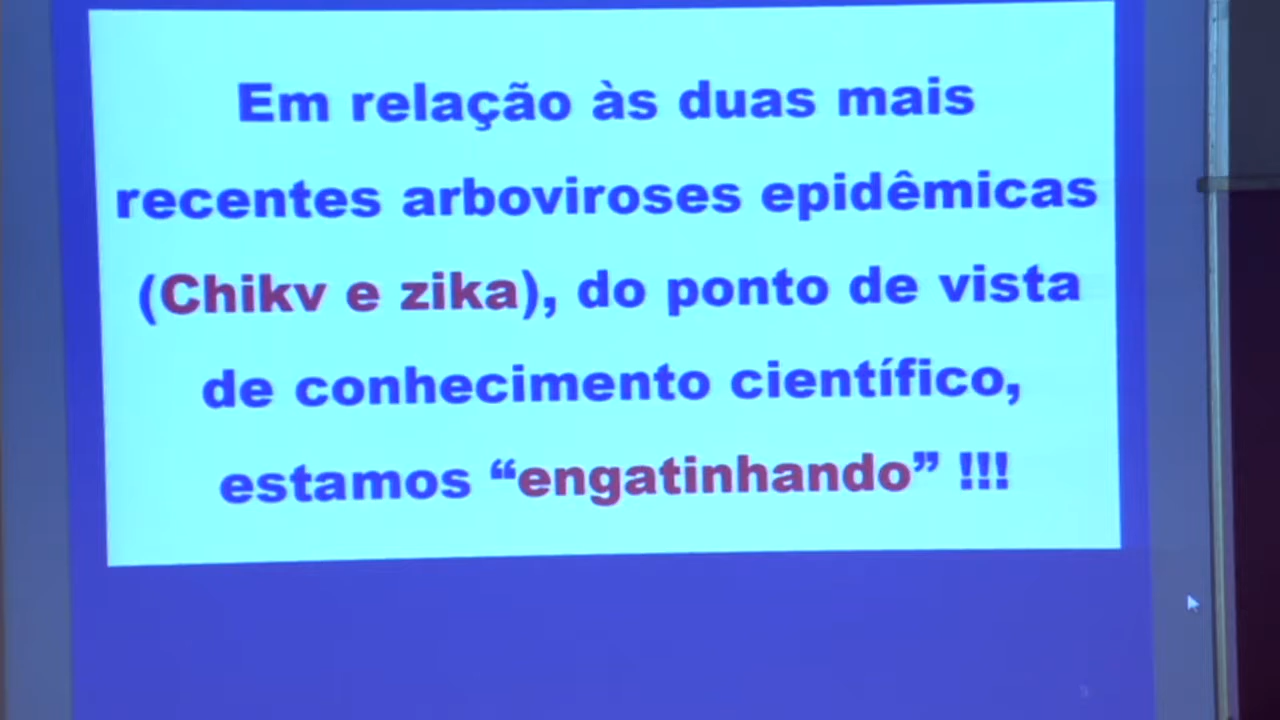 Em relação às duas mais
recentes arboviroses epidêmicas
(Chikv e zika), do ponto de vista
de conhecimento científico,
estamos “engatinhando” !!!